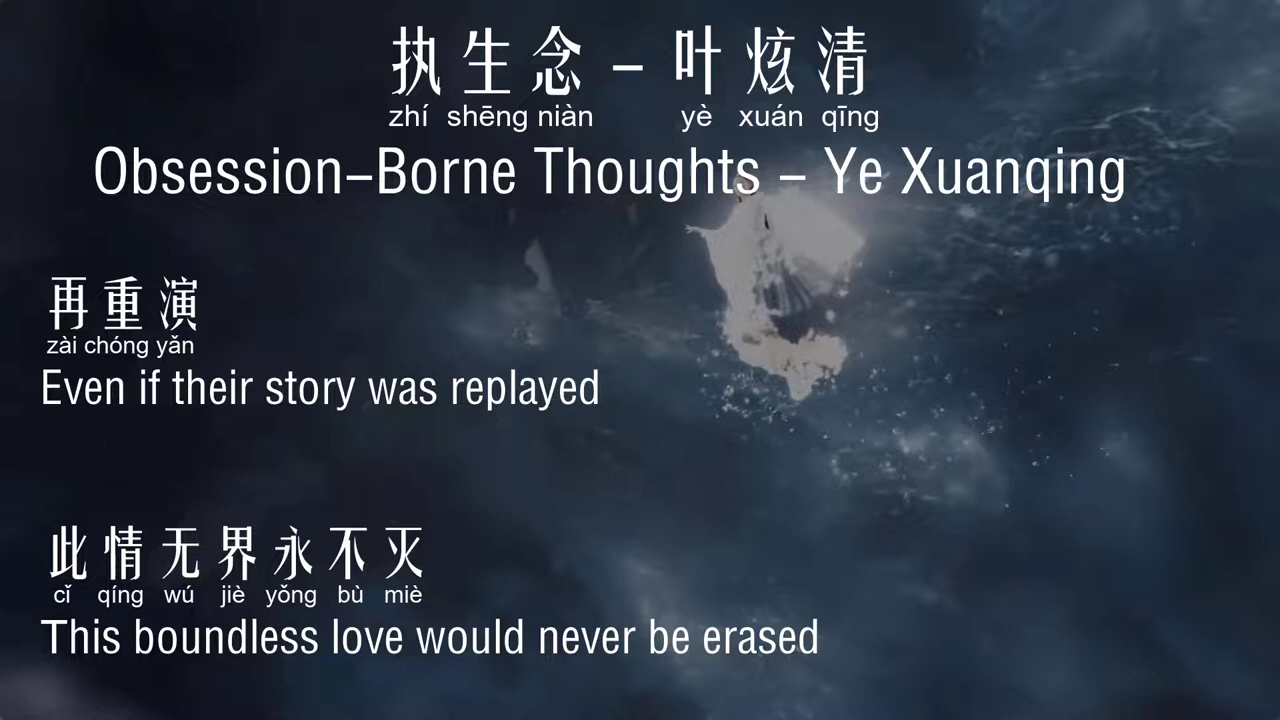 执生念 – 叶炫清
zhí shēng niàn yè xuán qīng
Obsession–Borne Thoughts – Ye Xuanqing
再重演
zài chóng yǎn
Even if their story was replayed
此情无界永不灭
cǐ qíng wú jiè yǒng bù miè
This boundless love would never be erased